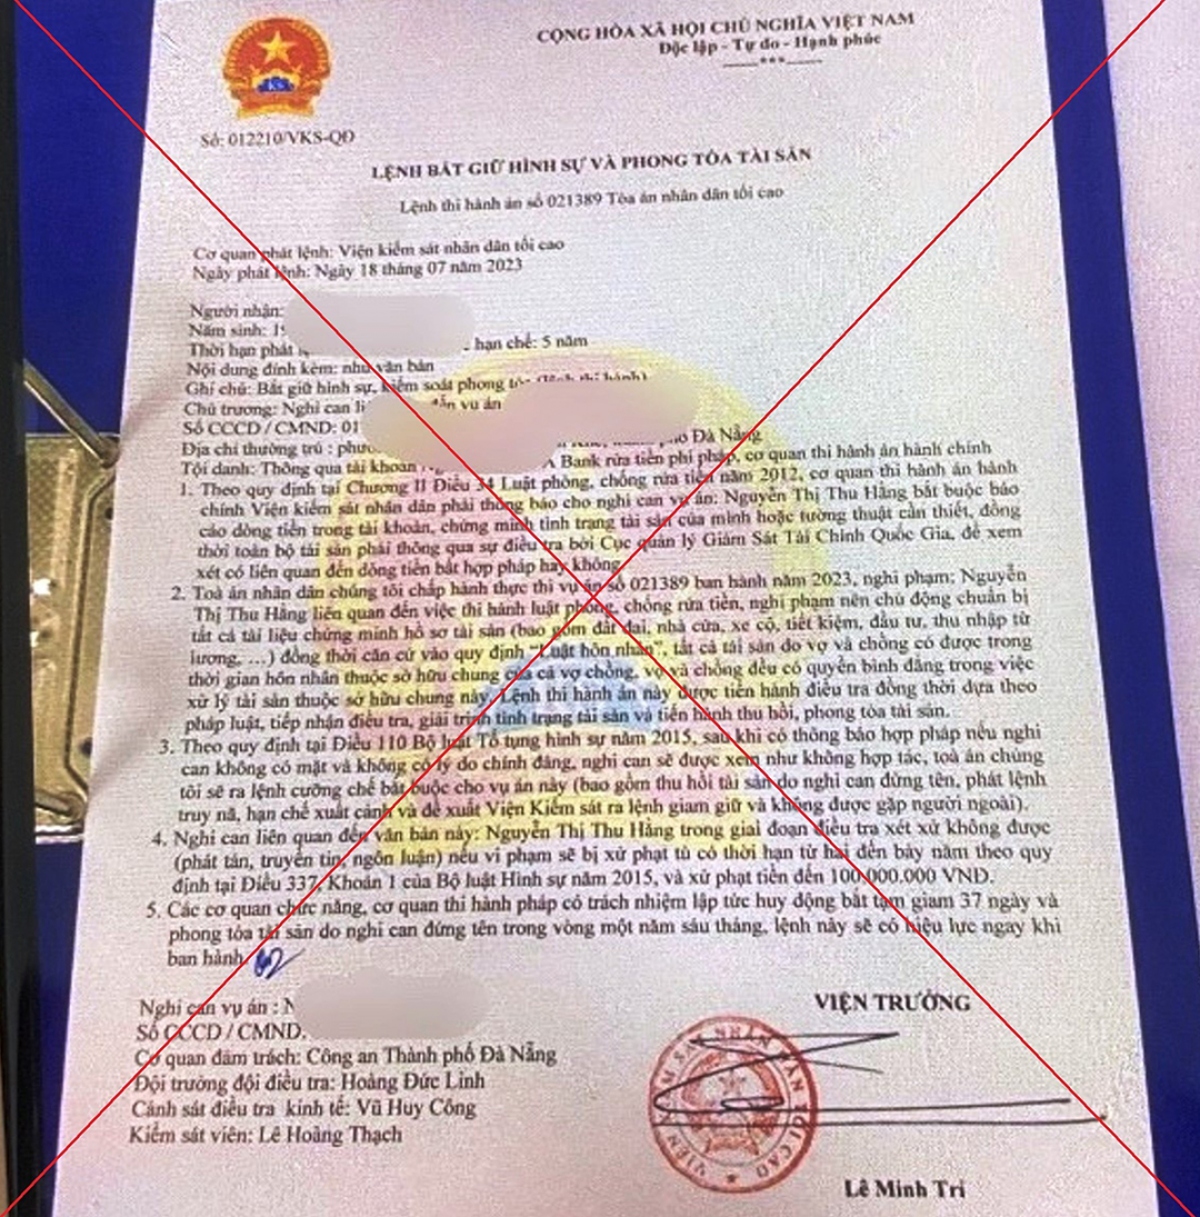 CỘNG HÒA XÃ HỘI CHỦ NGHĨA VIỆT NAM
Độc lập - Tự do - Hạnh phúc
***
KS
Số: 012210/VKS-QĐ
LỆNH BẮT GIỮ HÌNH SỰ VÀ PHONG TỎA TÀI SẢN
Lệnh thi hành án số 021389 Tòa án nhân dân tối cao
Cơ quan phát lệnh: Viện kiểm sát nhân dân tối cao
Ngày phát lệnh: Ngày 18 tháng 07 năm 2023
Người nhận:
Năm sinh: 19
Thời hạn phát hạn chế: 5 năm
Nội dung đính kèm: như văn bản
Ghi chú: Bắt giữ hình sự, kiểm soát phong tỏa (lệnh thi hành)
Chủ trương: Nghi can li dẫn vụ án
Số CCCD / CMND: 01
Địa chỉ thường trú : phườ phố Đà Nẵng
Tội danh: Thông qua tài khoản A Bank rửa tiền phi pháp, cơ quan thi hành án hành chính
1. Theo quy định tại Chương II Điều 34 Luật phòng, chống rửa tiền năm 2012, cơ quan thi hành án hành
chính Viện kiểm sát nhân dân phải thông báo cho nghi can vụ án: Nguyễn Thị Thu Hằng bắt buộc báo
cáo dòng tiền trong tài khoản, chứng minh tình trạng tài sản của mình hoặc tường thuật cần thiết, đồng
thời toàn bộ tài sản phải thông qua sự điều tra bởi Cục quản lý Giám Sát Tài Chính Quốc Gia, để xem
xét có liên quan đến dòng tiền bất hợp pháp hay không.
2. Toà án nhân dân chúng tôi chấp hành thực thi vụ án số 021389 ban hành năm 2023, nghi phạm; Nguyễn
Thị Thu Hằng liên quan đến việc thi hành luật phòng, chống rửa tiền, nghi phạm nên chủ động chuẩn bị
tất cả tài liệu chứng minh hồ sơ tài sản (bao gồm đất đai, nhà cửa, xe cộ, tiết kiệm, đầu tư, thu nhập từ
lương, ...) đồng thời căn cứ vào quy định "Luật hôn nhân", tất cả tài sản do vợ và chồng có được trong
thời gian hôn nhân thuộc sở hữu chung của cả vợ chồng, vợ và chồng đều có quyền bình đẳng trong việc
xử lý tài sản thuộc sở hữu chung này. Lệnh thi hành án này được tiến hành điều tra đồng thời dựa theo
pháp luật, tiếp nhận điều tra, giải trình tình trạng tài sản và tiến hành thu hồi, phong tỏa tài sản.
3. Theo quy định tại Điều 110 Bộ luật Tố tụng hình sự năm 2015, sau khi có thông báo hợp pháp nếu nghi
can không có mặt và không có lý do chính đáng, nghi can sẽ được xem như không hợp tác, toà án chúng
tôi sẽ ra lệnh cưỡng chế bắt buộc cho vụ án này (bao gồm thu hồi tài sản do nghi can đứng tên, phát lệnh
truy nã, hạn chế xuất cảnh và đề xuất Viện Kiểm sát ra lệnh giam giữ và không được gặp người ngoài).
4. Nghi can liên quan đến văn bản này: Nguyễn Thị Thu Hằng trong giai đoạn điều tra xét xử không được
(phát tán, truyền tin, ngôn luận) nếu vi phạm sẽ bị xử phạt tù có thời hạn từ hai đến bảy năm theo quy
định tại Điều 337, Khoản 1 của Bộ luật Hình sự năm 2015, và xử phạt tiền đến 100.000.000 VNĐ.
5. Các cơ quan chức năng, cơ quan thi hành pháp có trách nhiệm lập tức huy động bắt tạm giam 37 ngày và
phong tỏa tài sản do nghi can đứng tên trong vòng một năm sáu tháng, lệnh này sẽ có hiệu lực ngay khi
ban hành.
Nghi can vụ án : N
Số CCCD / CMND.
Cơ quan đảm trách: Công an Thành phố Đà Nẵng
Đội trưởng đội điều tra: Hoàng Đức Linh
Cảnh sát điều tra kinh tế: Vũ Huy Công
Kiểm sát viên: Lê Hoàng Thạch
VIỆN TRƯỞNG
VIỆN KIỂM SÁT NHÂN DÂN TỐI CAO
Lê Minh Trí